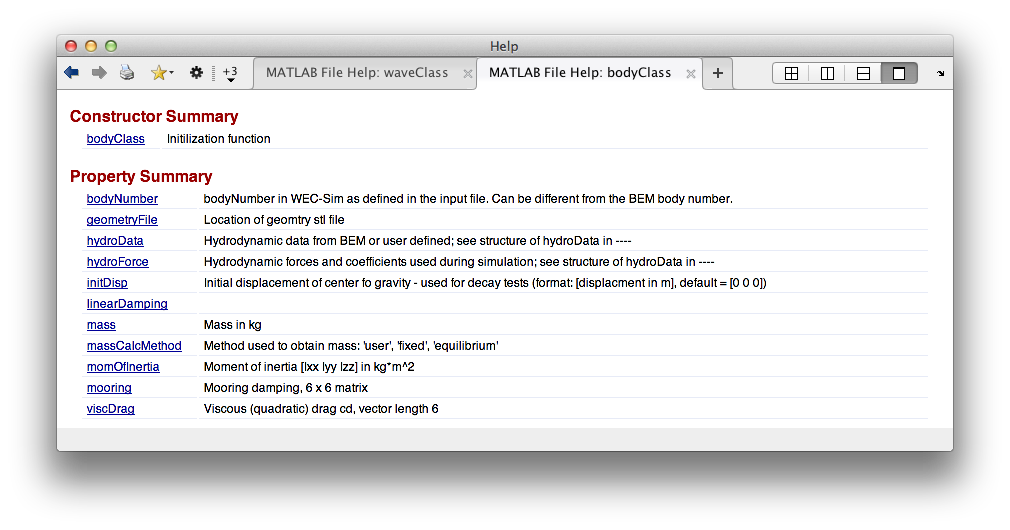 Help
+3
MATLAB File Help: waveClass
MATLAB File Help: bodyClass
Constructor Summary
bodyClass Initilization function
Property Summary
bodyNumber bodyNumber in WEC-Sim as defined in the input file. Can be different from the BEM body number.
geometryFile Location of geomtry stl file
hydroData Hydrodynamic data from BEM or user defined; see structure of hydroData in ----
hydroForce Hydrodynamic forces and coefficients used during simulation; see structure of hydroData in ----
initDisp Initial displacement of center fo gravity - used for decay tests (format: [displacment in m], default = [0 0 0])
linearDamping
mass Mass in kg
massCalcMethod Method used to obtain mass: 'user', 'fixed', 'equilibrium'
momOfInertia Moment of inertia [Ixx Iyy Izz] in kg*m^2
mooring Mooring damping, 6 x 6 matrix
viscDrag Viscous (quadratic) drag cd, vector length 6